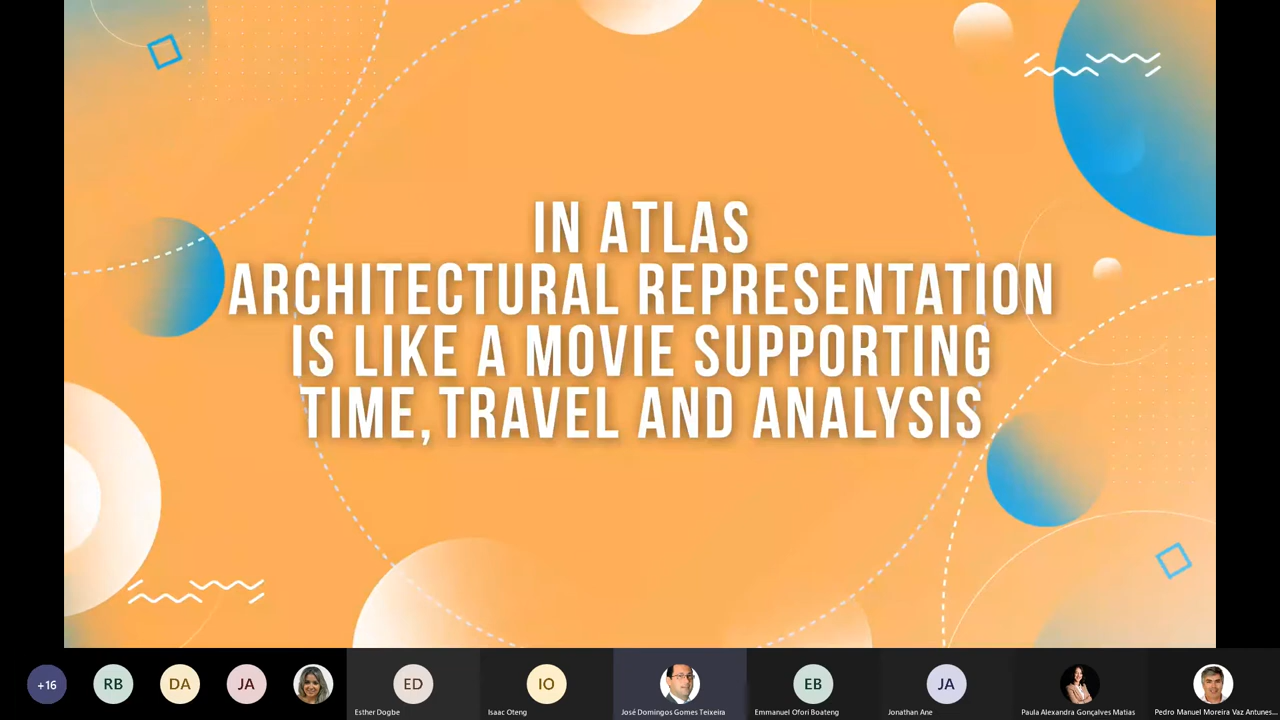 IN ATLAS
ARCHITECTURAL REPRESENTATION
IS LIKE A MOVIE SUPPORTING
TIME, TRAVEL AND ANALYSIS
+16
RB
DA
JA
ED
Esther Dogbe
IO
Isaac Oteng
José Domingos Gomes Teixeira
EB
Emmanuel Ofori Boateng
JA
Jonathan Ane
Paula Alexandra Gonçalves Matias
Pedro Manuel Moreira Vaz Antunes...